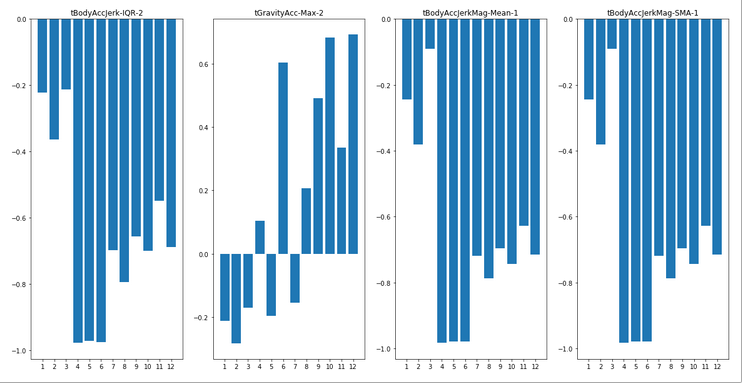 tBodyAccJerk-IQR-2
0.0
−0.2
−0.4
−0.6
−0.8
−1.0
1 2 3 4 5 6 7 8 9 10 11 12
tGravityAcc-Max-2
0.6
0.4
0.2
0.0
−0.2
1 2 3 4 5 6 7 8 9 10 11 12
tBodyAccJerkMag-Mean-1
0.0
−0.2
−0.4
−0.6
−0.8
−1.0
1 2 3 4 5 6 7 8 9 10 11 12
tBodyAccJerkMag-SMA-1
0.0
−0.2
−0.4
−0.6
−0.8
−1.0
1 2 3 4 5 6 7 8 9 10 11 12